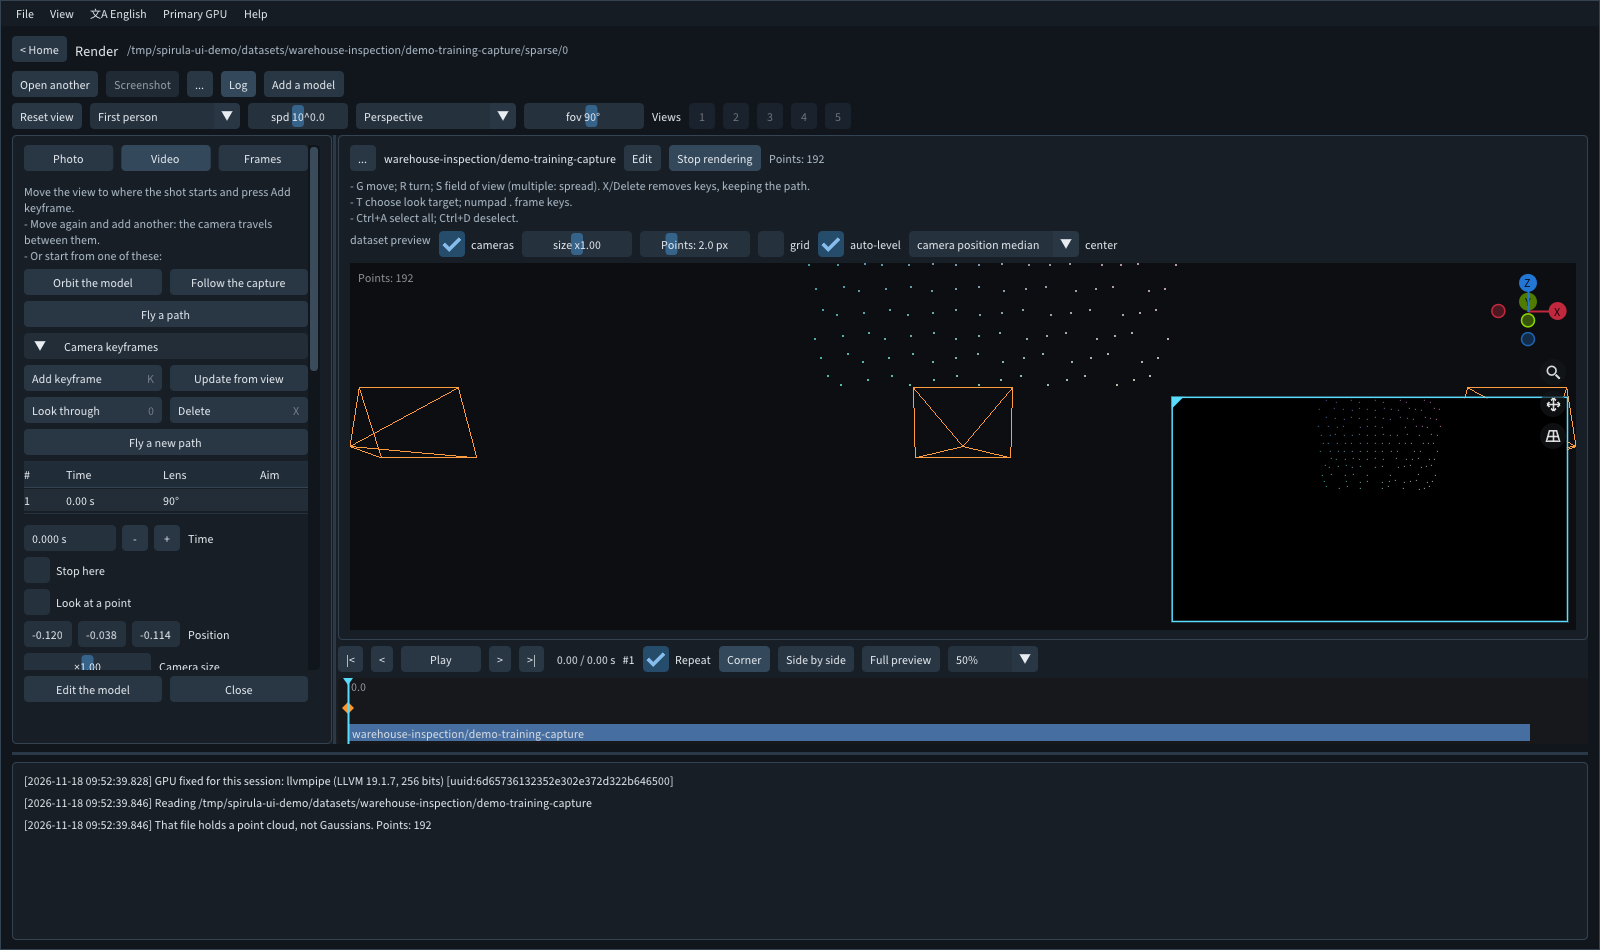 File View 文A English Primary GPU Help
< Home Render /tmp/spirula-ui-demo/datasets/warehouse-inspection/demo-training-capture/sparse/0
Open another Screenshot ... Log Add a model
Reset view First person spd 10^0.0 Perspective fov 90° Views 1 2 3 4 5
Photo Video Frames
Move the view to where the shot starts and press Add
keyframe.
- Move again and add another: the camera travels
between them.
- Or start from one of these:
Orbit the model Follow the capture
Fly a path
Camera keyframes
Add keyframe K Update from view
Look through 0 Delete X
Fly a new path
# Time Lens Aim
1 0.00 s 90°
0.000 s - + Time
Stop here
Look at a point
-0.120 -0.038 -0.114 Position
x1.00 Camera size
Edit the model Close
... warehouse-inspection/demo-training-capture Edit Stop rendering Points: 192
- G move; R turn; S field of view (multiple: spread). X/Delete removes keys, keeping the path.
- T choose look target; numpad . frame keys.
- Ctrl+A select all; Ctrl+D deselect.
dataset preview cameras size x1.00 Points: 2.0 px grid auto-level camera position median center
Points: 192
Z
Y
X
|< < Play > >| 0.00 / 0.00 s #1 Repeat Corner Side by side Full preview 50%
0.0
warehouse-inspection/demo-training-capture
[2026-11-18 09:52:39.828] GPU fixed for this session: llvmpipe (LLVM 19.1.7, 256 bits) [uuid:6d65736132352e302e372d322b646500]
[2026-11-18 09:52:39.846] Reading /tmp/spirula-ui-demo/datasets/warehouse-inspection/demo-training-capture
[2026-11-18 09:52:39.846] That file holds a point cloud, not Gaussians. Points: 192